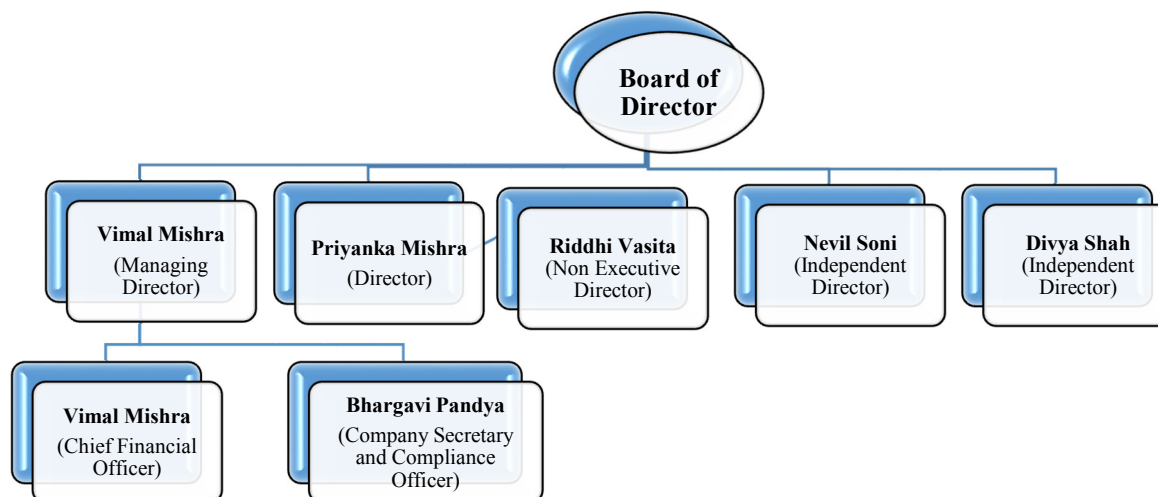 Board of
Director
Vimal Mishra
(Managing
Director)
Priyanka Mishra
(Director)
Riddhi Vasita
(Non Executive
Director)
Nevil Soni
(Independent
Director)
Divya Shah
(Independent
Director)
Vimal Mishra
(Chief Financial
Officer)
Bhargavi Pandya
(Company Secretary
and Compliance
Officer)